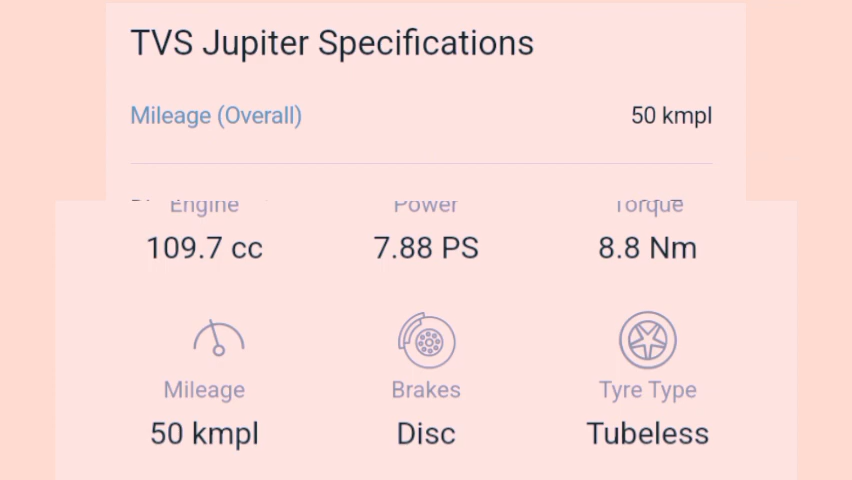 TVS Jupiter Specifications
Mileage (Overall) 50 kmpl
Engine Power Torque
109.7 cc 7.88 PS 8.8 Nm
Mileage Brakes Tyre Type
50 kmpl Disc Tubeless